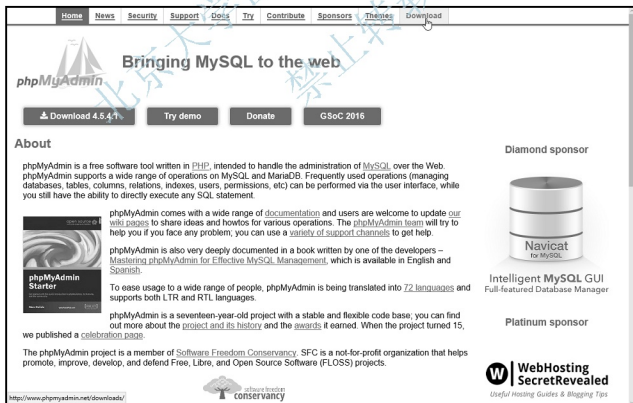 Home News Security Support Docs Try Contribute Sponsors Themes Download
phpMyAdmin
Bringing MySQL to the web
Download 4.5.4.1
Try demo
Donate
GSoC 2016
About
phpMyAdmin is a free software tool written in PHP, intended to handle the administration of MySQL over the Web.
phpMyAdmin supports a wide range of operations on MySQL and MariaDB. Frequently used operations (managing
databases, tables, columns, relations, indexes, users, permissions, etc) can be performed via the user interface, while
you still have the ability to directly execute any SQL statement.
phpMyAdmin
Starter
phpMyAdmin comes with a wide range of documentation and users are welcome to update our
wiki pages to share ideas and howtos for various operations. The phpMyAdmin team will try to
help you if you face any problem; you can use a variety of support channels to get help.
phpMyAdmin is also very deeply documented in a book written by one of the developers –
Mastering phpMyAdmin for Effective MySQL Management, which is available in English and
Spanish.
To ease usage to a wide range of people, phpMyAdmin is being translated into 72 languages and
supports both LTR and RTL languages.
phpMyAdmin is a seventeen-year-old project with a stable and flexible code base; you can find
out more about the project and its history and the awards it earned. When the project turned 15,
we published a celebration page.
The phpMyAdmin project is a member of Software Freedom Conservancy. SFC is a not-for-profit organization that helps
promote, improve, develop, and defend Free, Libre, and Open Source Software (FLOSS) projects.
software freedom
conservancy
http://www.phpmyadmin.net/downloads/
Diamond sponsor
Navicat
for MySQL
Intelligent MySQL GUI
Full-featured Database Manager
Platinum sponsor
W
WebHosting
SecretRevealed
Useful Hosting Guides & Blogging Tips